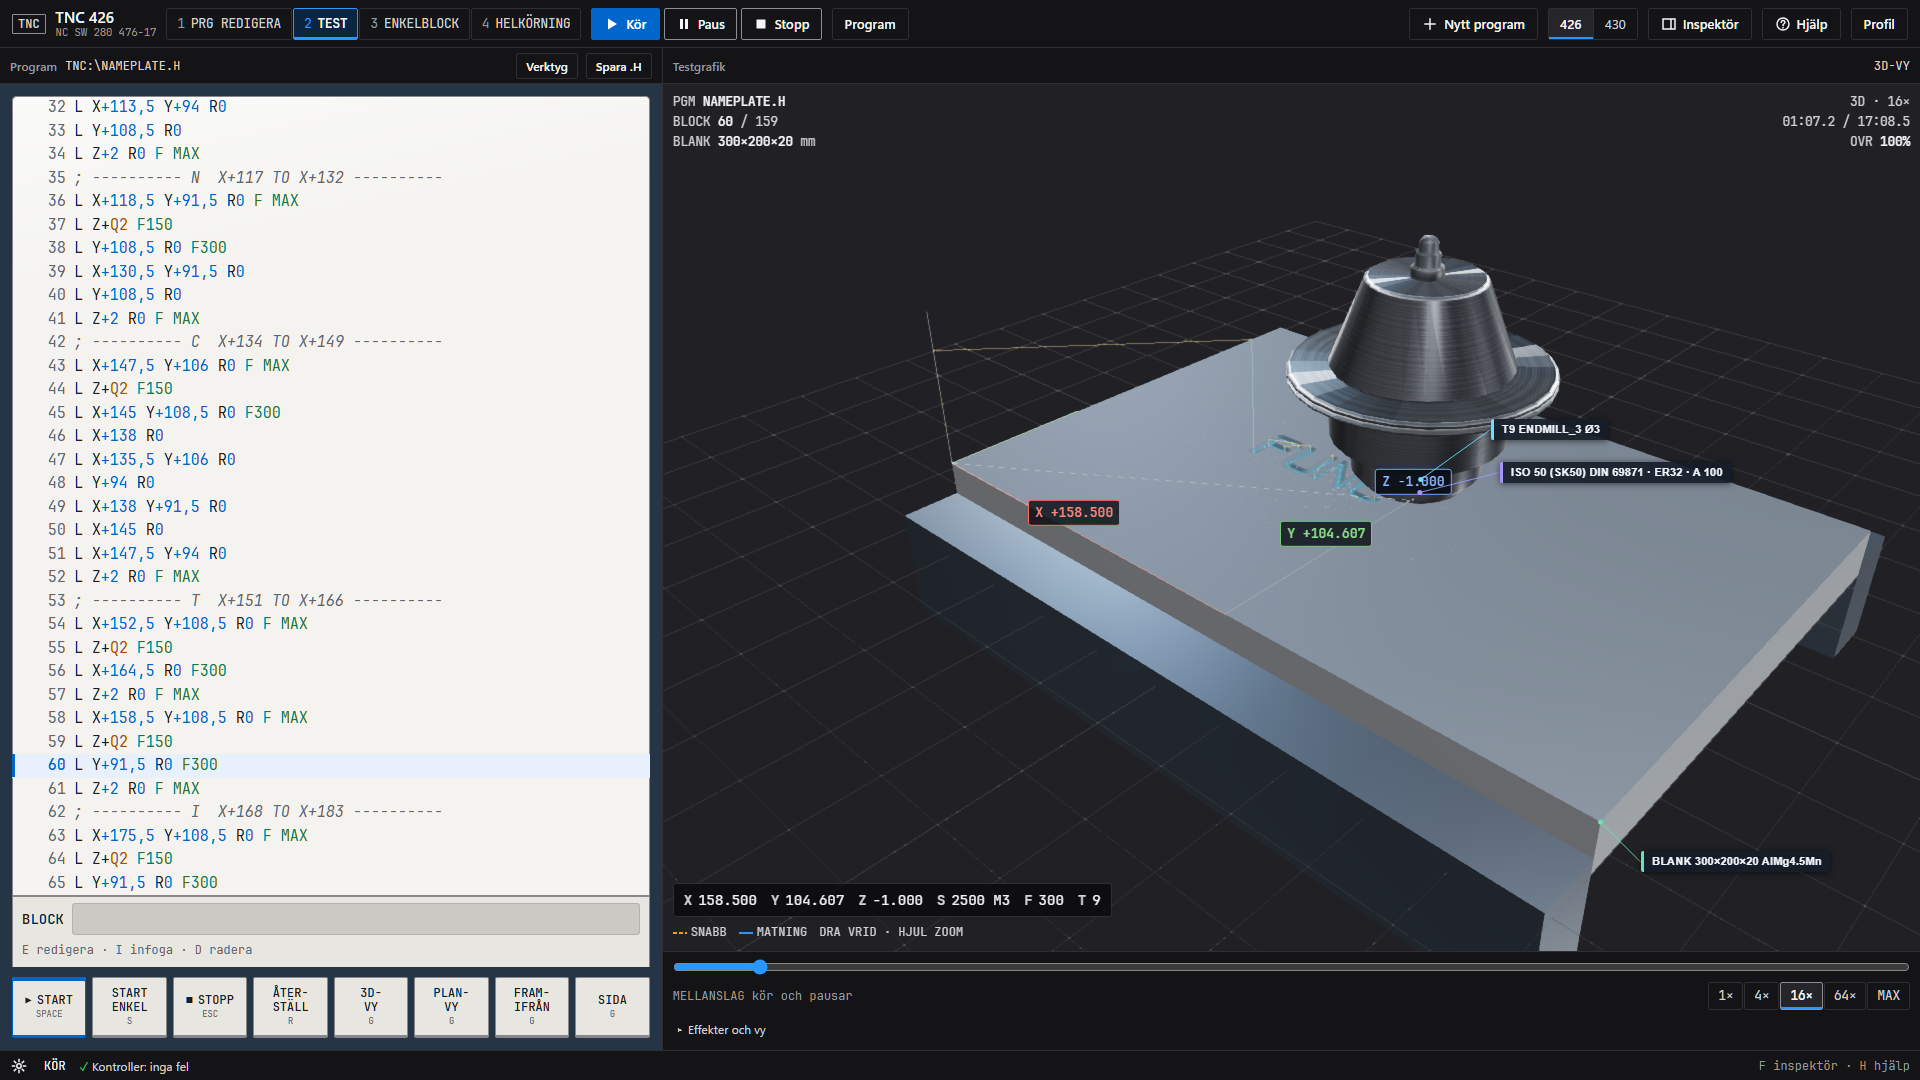 TNC
TNC 426
NC SW 280 476-17
1 PRG REDIGERA
2 TEST
3 ENKELBLOCK
4 HELKÖRNING
Kör
Paus
Stopp
Program
Nytt program
426
430
Inspektör
Hjälp
Profil
Program TNC:\NAMEPLATE.H
Verktyg
Spara .H
Testgrafik
3D-VY
32 L X+113,5 Y+94 R0
33 L Y+108,5 R0
34 L Z+2 R0 F MAX
35 ; ---------- N X+117 TO X+132 ----------
36 L X+118,5 Y+91,5 R0 F MAX
37 L Z+Q2 F150
38 L Y+108,5 R0 F300
39 L X+130,5 Y+91,5 R0
40 L Y+108,5 R0
41 L Z+2 R0 F MAX
42 ; ---------- C X+134 TO X+149 ----------
43 L X+147,5 Y+106 R0 F MAX
44 L Z+Q2 F150
45 L X+145 Y+108,5 R0 F300
46 L X+138 R0
47 L X+135,5 Y+106 R0
48 L Y+94 R0
49 L X+138 Y+91,5 R0
50 L X+145 R0
51 L X+147,5 Y+94 R0
52 L Z+2 R0 F MAX
53 ; ---------- T X+151 TO X+166 ----------
54 L X+152,5 Y+108,5 R0 F MAX
55 L Z+Q2 F150
56 L X+164,5 R0 F300
57 L Z+2 R0 F MAX
58 L X+158,5 Y+108,5 R0 F MAX
59 L Z+Q2 F150
60 L Y+91,5 R0 F300
61 L Z+2 R0 F MAX
62 ; ---------- I X+168 TO X+183 ----------
63 L X+175,5 Y+108,5 R0 F MAX
64 L Z+Q2 F150
65 L Y+91,5 R0 F300
BLOCK
E redigera · I infoga · D radera
▶ START
SPACE
START
ENKEL
S
■ STOPP
ESC
ÅTER-
STÄLL
R
3D-
VY
G
PLAN-
VY
G
FRAM-
IFRÅN
G
SIDA
G
PGM NAMEPLATE.H
BLOCK 60 / 159
BLANK 300×200×20 mm
3D · 16×
01:07.2 / 17:08.5
OVR 100%
T9 ENDMILL_3 Ø3
ISO 50 (SK50) DIN 69871 · ER32 · A 100
Z -1.000
X +158.500
Y +104.607
FUNC
BLANK 300×200×20 AlMg4.5Mn
X 158.500 Y 104.607 Z -1.000 S 2500 M3 F 300 T 9
SNABB
MATNING
DRA VRID · HJUL ZOOM
MELLANSLAG kör och pausar
1×
4×
16×
64×
MAX
▸ Effekter och vy
KÖR
✓ Kontroller: inga fel
F inspektör · H hjälp